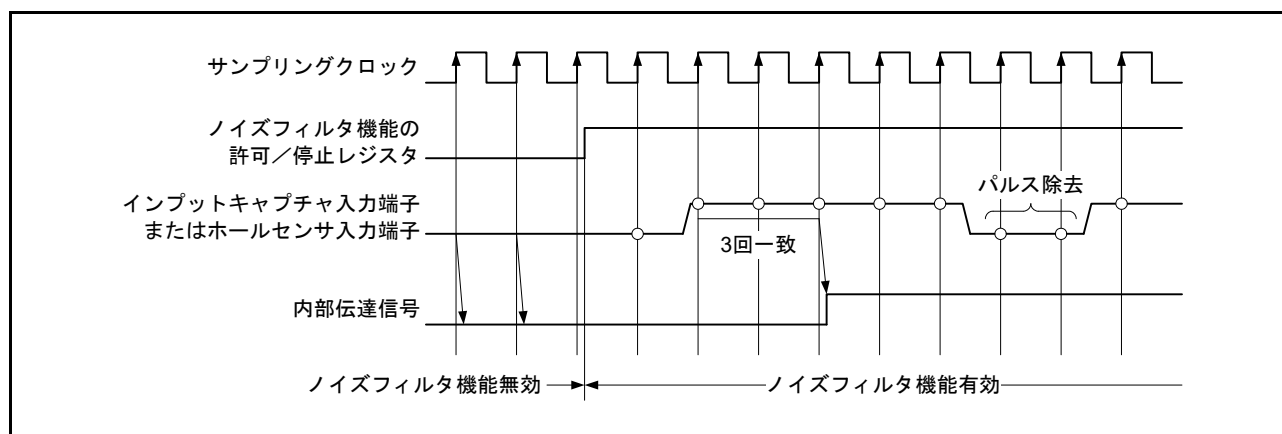 サンプリングクロック
ノイズフィルタ機能の
許可／停止レジスタ
インプットキャプチャ入力端子
またはホールセンサ入力端子
パルス除去
3回一致
内部伝達信号
ノイズフィルタ機能無効
ノイズフィルタ機能有効